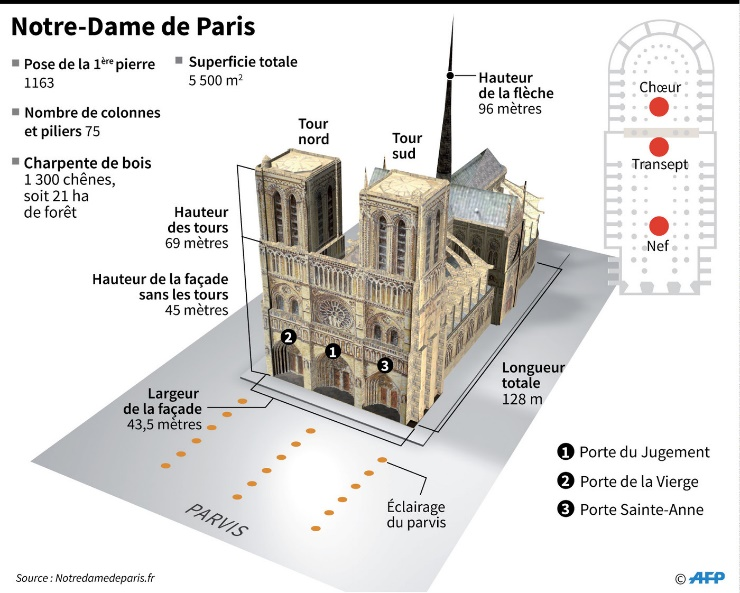 Notre-Dame de Paris
Pose de la 1ère pierre
1163
Superficie totale
5 500 m²
Nombre de colonnes
et piliers 75
Charpente de bois
1 300 chênes,
soit 21 ha
de forêt
Tour
nord
Tour
sud
Hauteur
de la flèche
96 mètres
Chœur
Transept
Nef
Hauteur
des tours
69 mètres
Hauteur de la façade
sans les tours
45 mètres
2
1
3
Largeur
de la façade
43,5 mètres
Longueur
totale
128 m
PARVIS
Éclairage
du parvis
1 Porte du Jugement
2 Porte de la Vierge
3 Porte Sainte-Anne
Source : Notredamedeparis.fr
© AFP